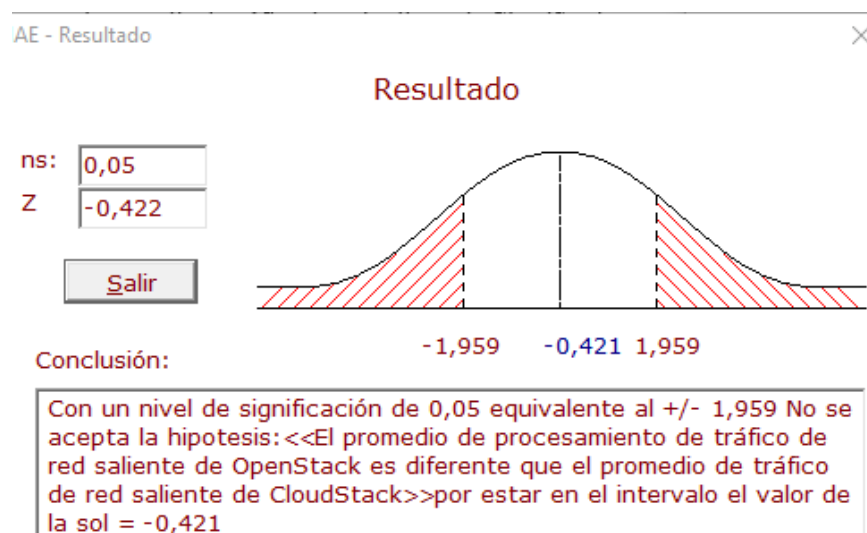 AE - Resultado
Resultado
ns: 0,05
Z -0,422
Salir
-1,959 -0,421 1,959
Conclusión:
Con un nivel de significación de 0,05 equivalente al +/- 1,959 No se
acepta la hipotesis:<<El promedio de procesamiento de tráfico de
red saliente de OpenStack es diferente que el promedio de tráfico
de red saliente de CloudStack>>por estar en el intervalo el valor de
la sol = -0,421